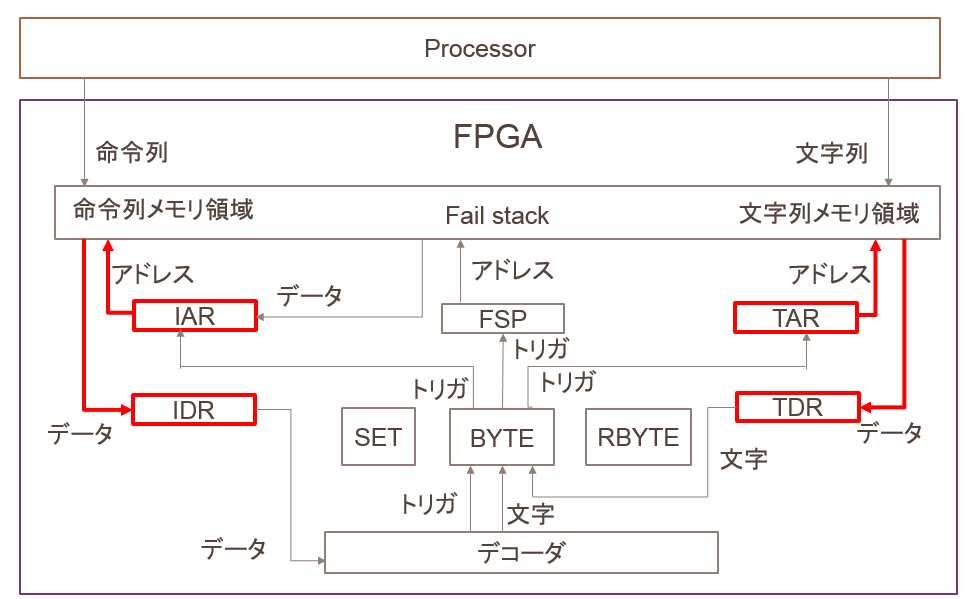 Processor
FPGA
命令列
文字列
命令列メモリ領域
Fail stack
文字列メモリ領域
アドレス
データ
アドレス
アドレス
IAR
FSP
TAR
トリガ
トリガ
トリガ
IDR
TDR
データ
SET
BYTE
RBYTE
データ
文字
トリガ
文字
データ
デコーダ